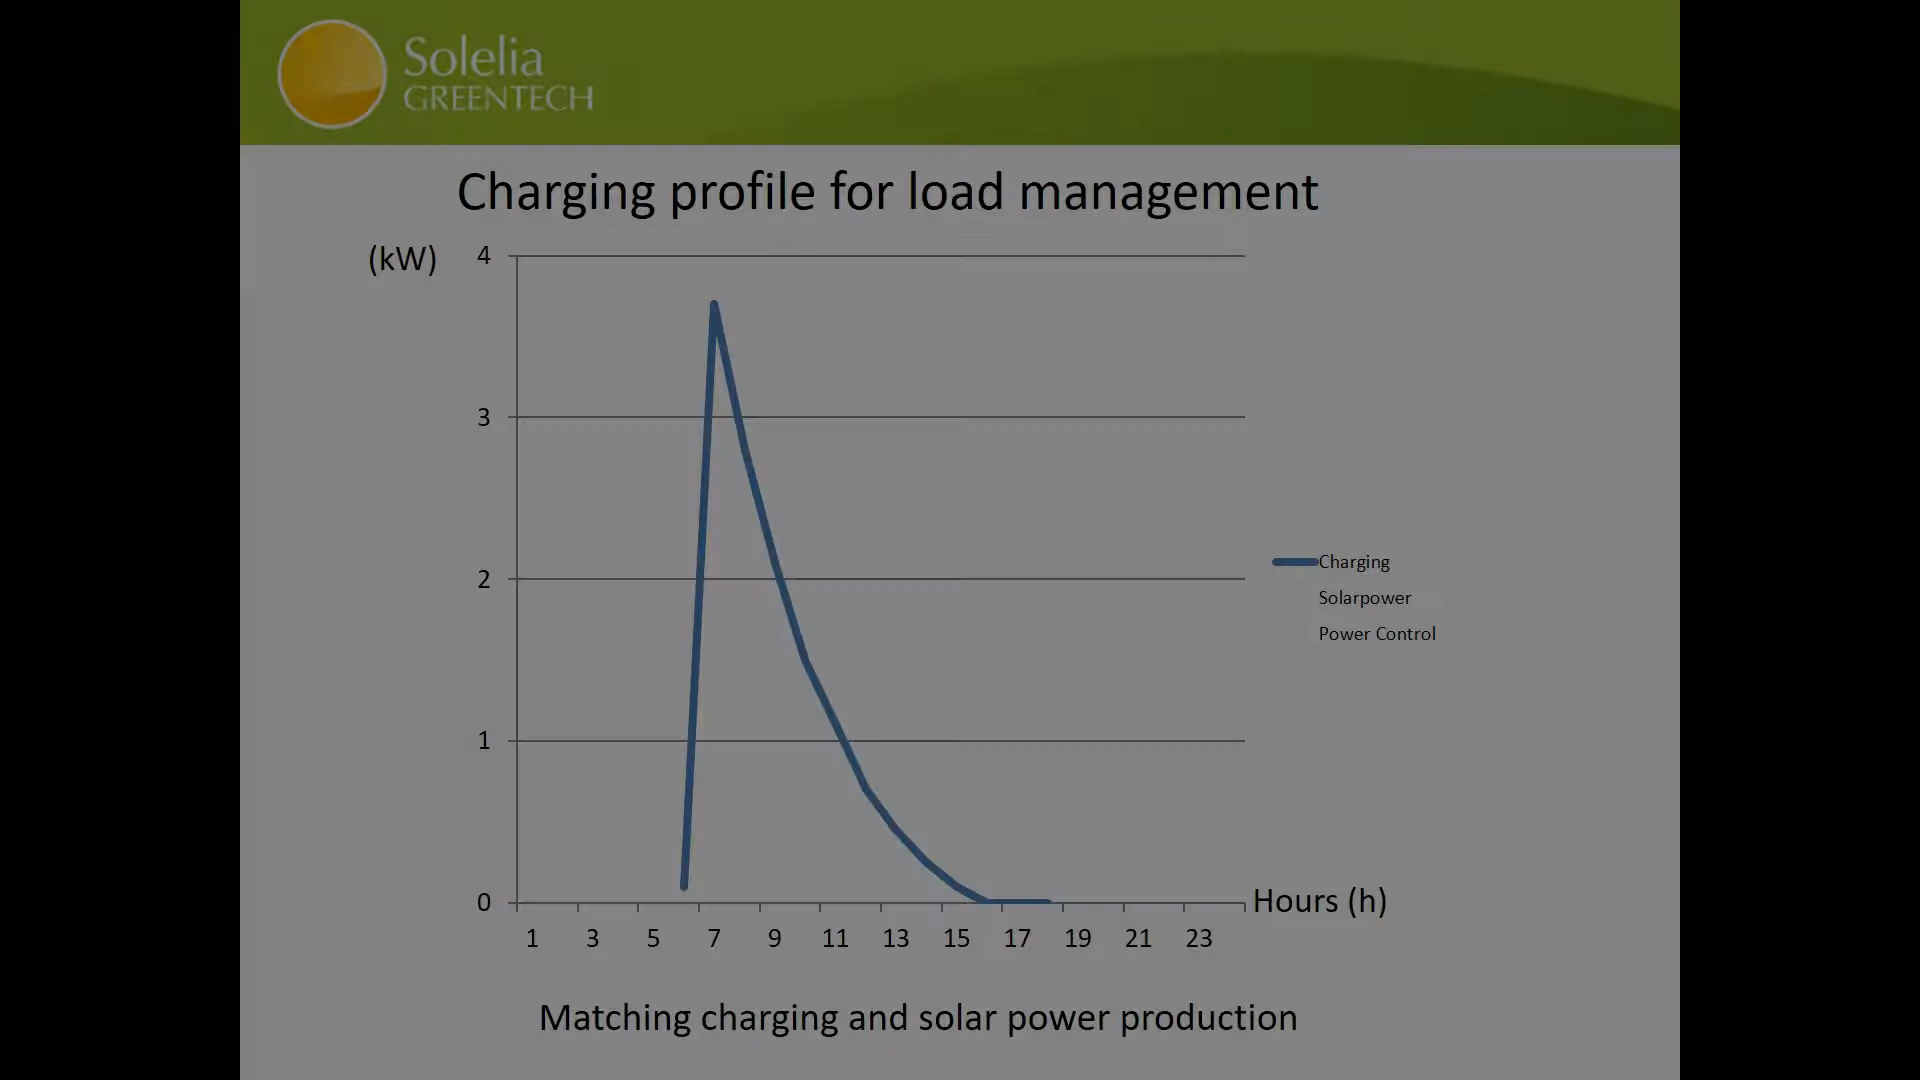 Solelia
GREENTECH
Charging profile for load management
(kW)
4
3
2
1
0
Charging
Solarpower
Power Control
Hours (h)
1 3 5 7 9 11 13 15 17 19 21 23
Matching charging and solar power production